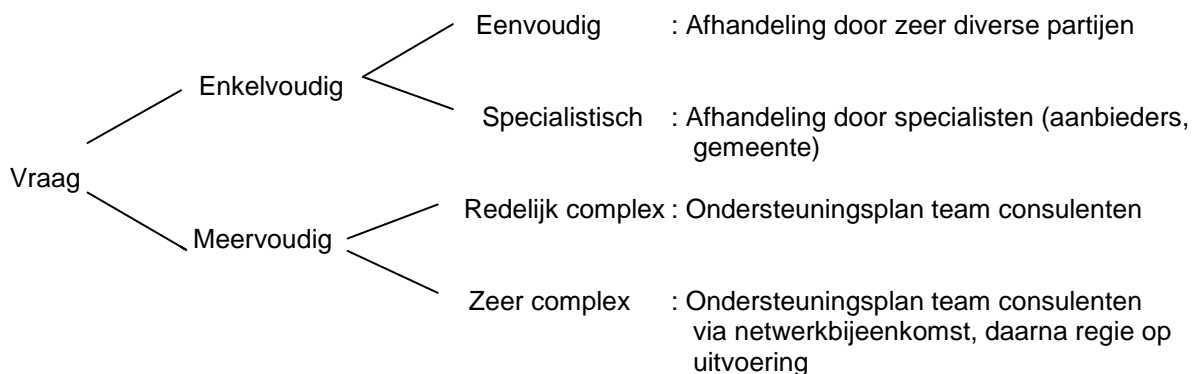 Eenvoudig : Afhandeling door zeer diverse partijen
Enkelvoudig
Specialistisch : Afhandeling door specialisten (aanbieders,
gemeente)
Vraag
Redelijk complex : Ondersteuningsplan team consulenten
Meervoudig
Zeer complex : Ondersteuningsplan team consulenten
via netwerkbijeenkomst, daarna regie op
uitvoering